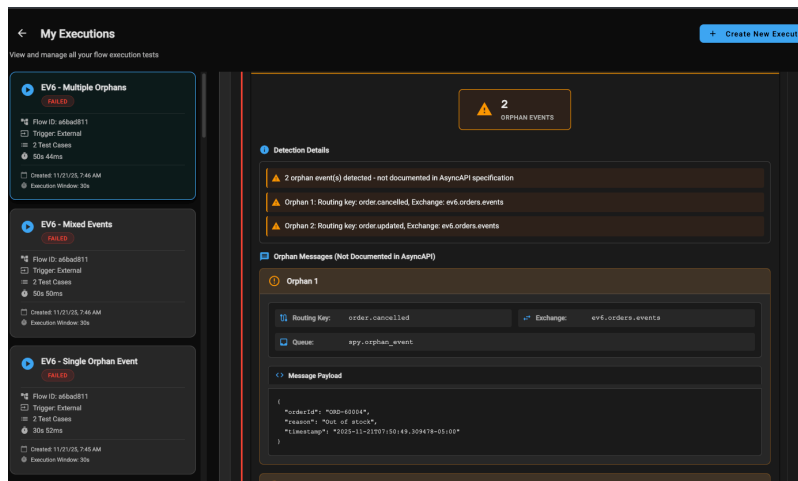 My Executions
+ Create New Execut
View and manage all your flow execution tests
EV6 - Multiple Orphans
FAILED
Flow ID: a6bad811
Trigger: External
2 Test Cases
50s 44ms
Created: 11/21/25, 7:46 AM
Execution Window: 30s
EV6 - Mixed Events
FAILED
Flow ID: a6bad811
Trigger: External
2 Test Cases
50s 50ms
Created: 11/21/25, 7:46 AM
Execution Window: 30s
EV6 - Single Orphan Event
FAILED
Flow ID: a6bad811
Trigger: External
2 Test Cases
30s 52ms
Created: 11/21/25, 7:45 AM
Execution Window: 30s
2
ORPHAN EVENTS
Detection Details
2 orphan event(s) detected - not documented in AsyncAPI specification
Orphan 1: Routing key: order.cancelled, Exchange: ev6.orders.events
Orphan 2: Routing key: order.updated, Exchange: ev6.orders.events
Orphan Messages (Not Documented in AsyncAPI)
Orphan 1
Routing Key: order.cancelled
Exchange: ev6.orders.events
Queue: spy.orphan_event
<> Message Payload
{
"orderId": "ORD-60004",
"reason": "Out of stock",
"timestamp": "2025-11-21T07:50:49.309478-05:00"
}